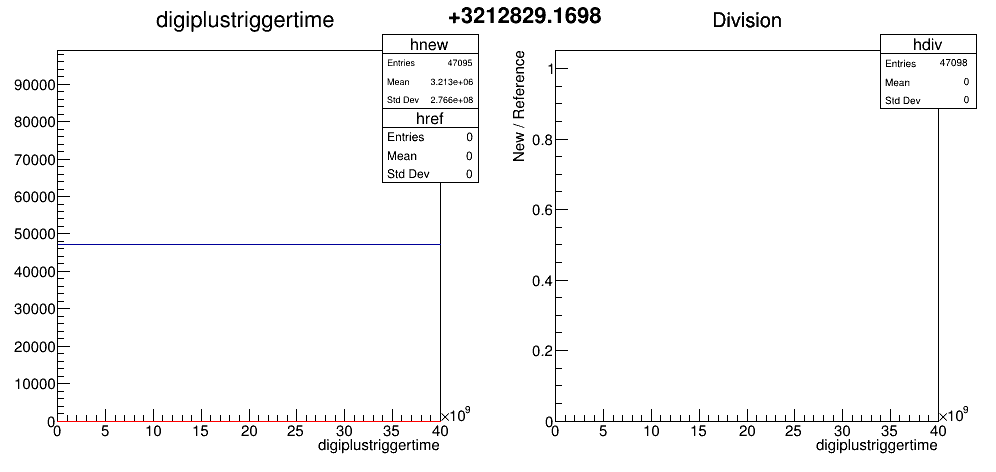 digiplustriggertime
+3212829.1698
Division
hnew
Entries 47095
Mean 3.213e+06
Std Dev 2.766e+08
href
Entries 0
Mean 0
Std Dev 0
90000
80000
70000
60000
50000
40000
30000
20000
10000
0
0 5 10 15 20 25 30 35 40
×10⁹
digiplustriggertime
hdiv
Entries 47098
Mean 0
Std Dev 0
New / Reference
1
0.8
0.6
0.4
0.2
0
0 5 10 15 20 25 30 35 40
×10⁹
digiplustriggertime